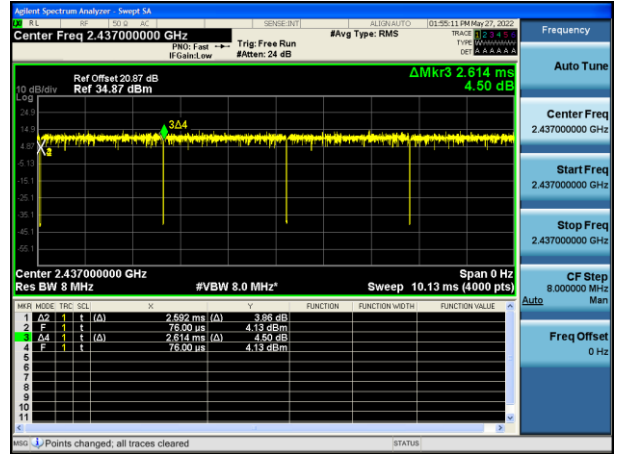 Agilent Spectrum Analyzer - Swept SA
RL RF 50 Ω AC SENSE:INT ALIGN AUTO 01:55:11 PM May 27, 2022
Center Freq 2.437000000 GHz
PNO: Fast
IFGain:Low
Trig: Free Run
#Atten: 24 dB
#Avg Type: RMS
TRACE 1 2 3 4 5 6
TYPE
DET A A A A A A
Frequency
Ref Offset 20.87 dB
10 dB/div Ref 34.87 dBm
Log
ΔMkr3 2.614 ms
4.50 dB
24.9
14.9
4.87
-5.13
-15.1
-25.1
-35.1
-45.1
-55.1
3Δ4
X2
Center 2.437000000 GHz Span 0 Hz
Res BW 8 MHz #VBW 8.0 MHz* Sweep 10.13 ms (4000 pts)
MKR MODE TRC SCL X Y FUNCTION FUNCTION WIDTH FUNCTION VALUE
1 Δ2 1 t (Δ) 2.592 ms (Δ) 3.86 dB
2 F 1 t 76.00 µs 4.13 dBm
3 Δ4 1 t (Δ) 2.614 ms (Δ) 4.50 dB
4 F 1 t 76.00 µs 4.13 dBm
5
6
7
8
9
10
11
MSG Points changed; all traces cleared STATUS
Auto Tune
Center Freq
2.437000000 GHz
Start Freq
2.437000000 GHz
Stop Freq
2.437000000 GHz
CF Step
8.000000 MHz
Auto Man
Freq Offset
0 Hz